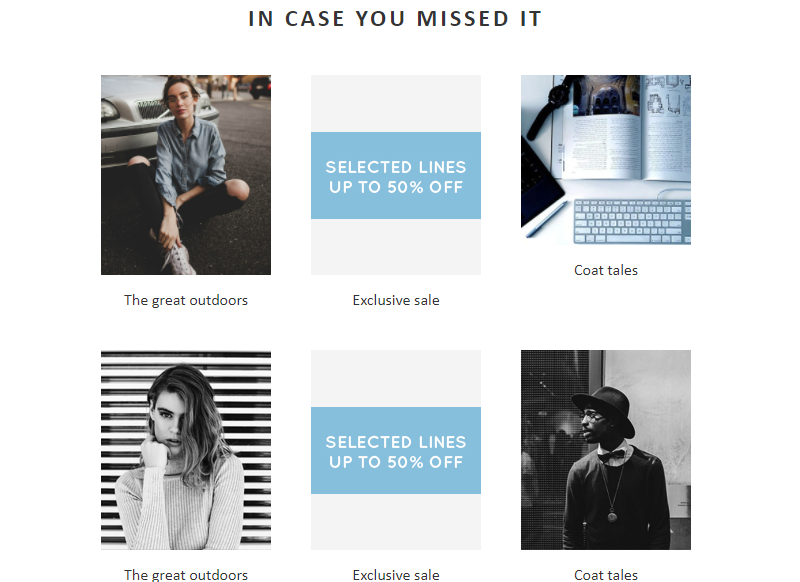 IN CASE YOU MISSED IT
SELECTED LINES
UP TO 50% OFF
The great outdoors
Exclusive sale
Coat tales
SELECTED LINES
UP TO 50% OFF
The great outdoors
Exclusive sale
Coat tales